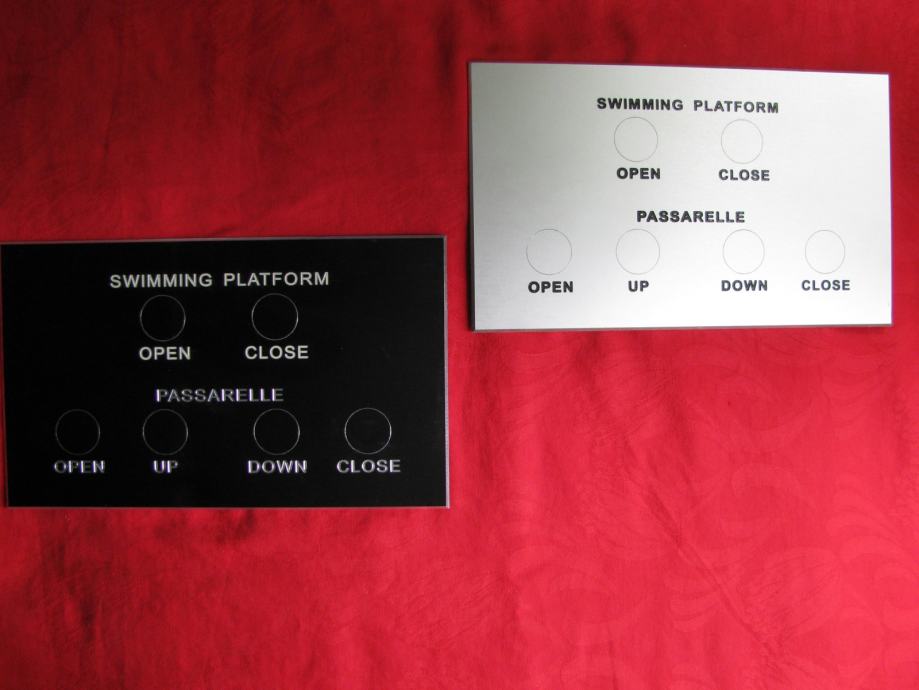 SWIMMING PLATFORM
OPEN CLOSE
PASSARELLE
OPEN UP DOWN CLOSE
SWIMMING PLATFORM
OPEN CLOSE
PASSARELLE
OPEN UP DOWN CLOSE